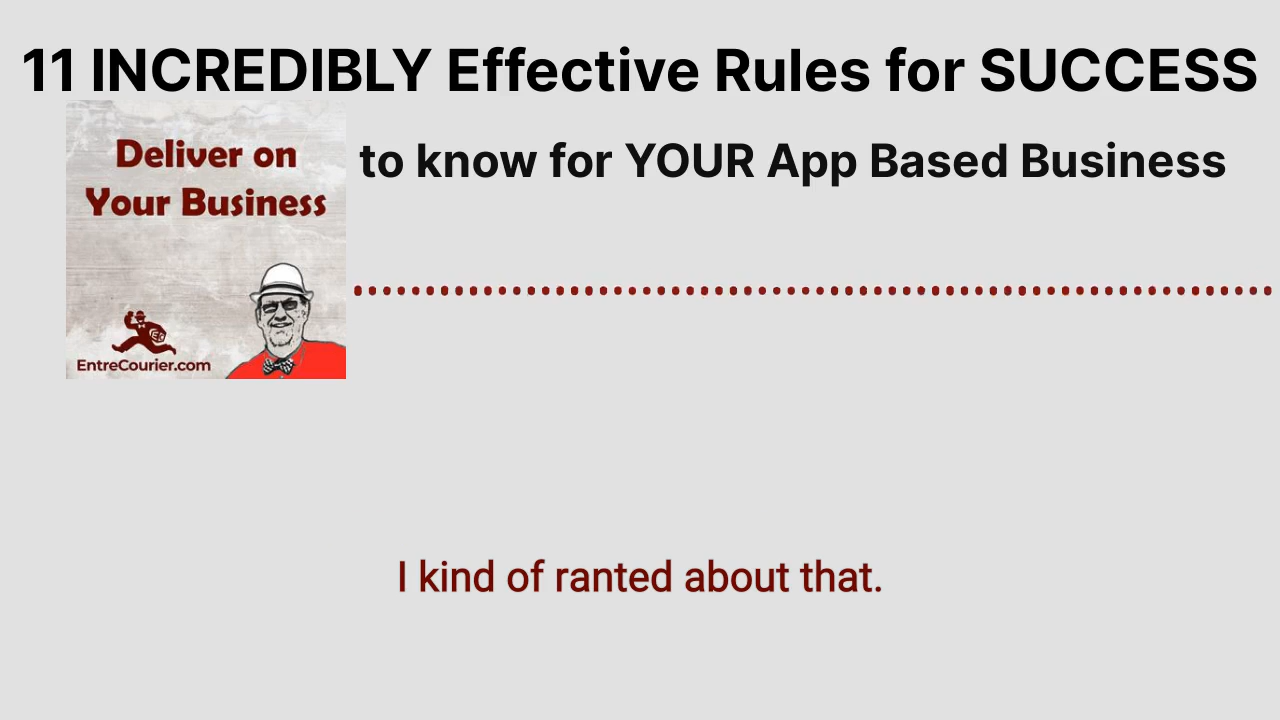 11 INCREDIBLY Effective Rules for SUCCESS
to know for YOUR App Based Business
Deliver on
Your Business
EntreCourier.com
I kind of ranted about that.